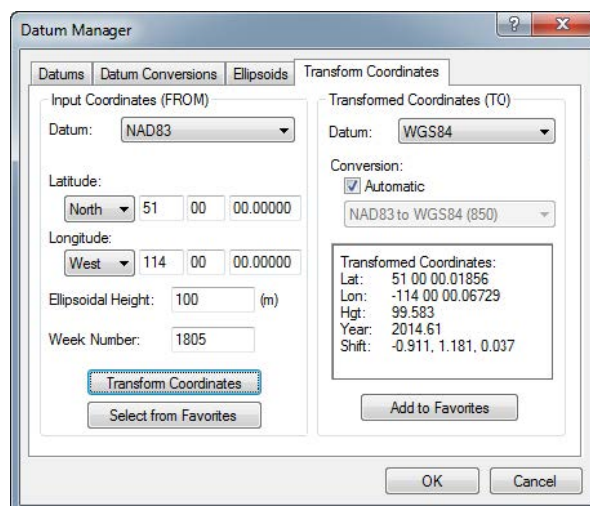 Datum Manager
?
Datums
Datum Conversions
Ellipsoids
Transform Coordinates
Input Coordinates (FROM)
Datum: NAD83
Latitude:
North 51 00 00.00000
Longitude:
West 114 00 00.00000
Ellipsoidal Height: 100 (m)
Week Number: 1805
Transform Coordinates
Select from Favorites
Transformed Coordinates (TO)
Datum: WGS84
Conversion:
Automatic
NAD83 to WGS84 (850)
Transformed Coordinates:
Lat: 51 00 00.01856
Lon: -114 00 00.06729
Hgt: 99.583
Year: 2014.61
Shift: -0.911, 1.181, 0.037
Add to Favorites
OK
Cancel